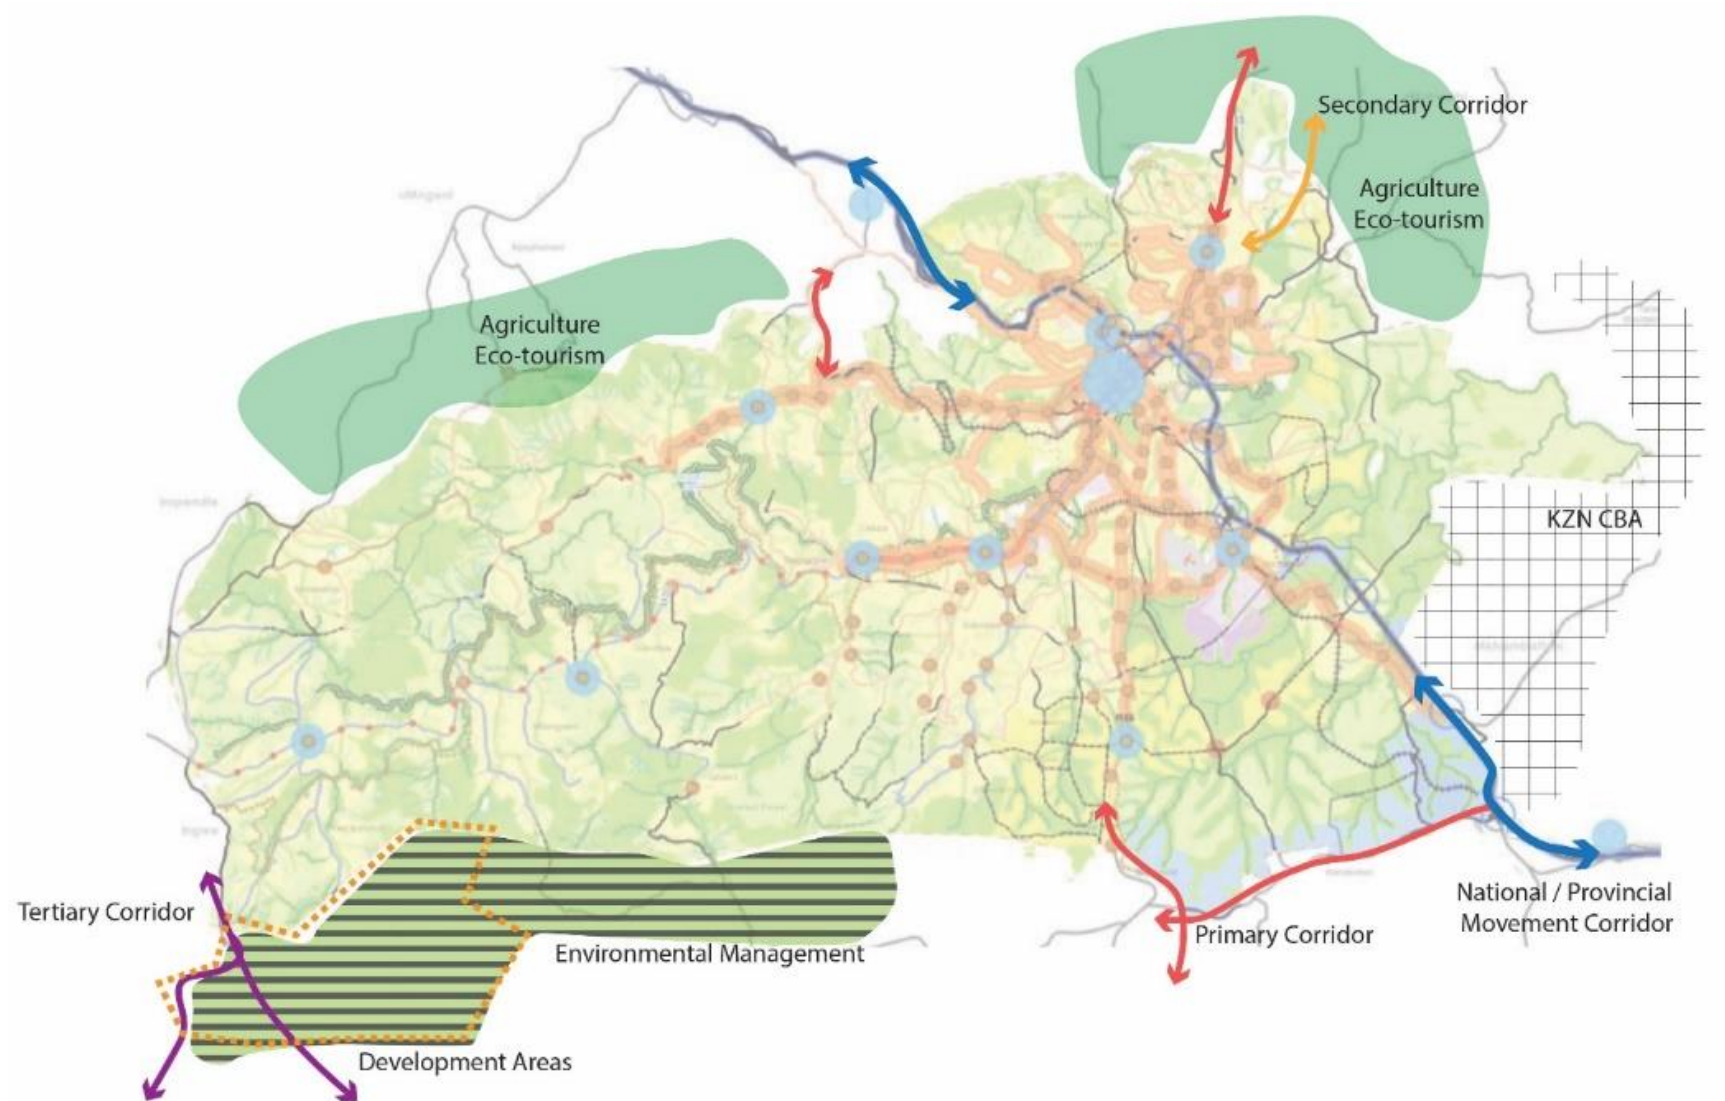 Secondary Corridor
Agriculture
Eco-tourism
Agriculture
Eco-tourism
KZN CBA
Tertiary Corridor
National / Provincial
Movement Corridor
Primary Corridor
Environmental Management
Development Areas